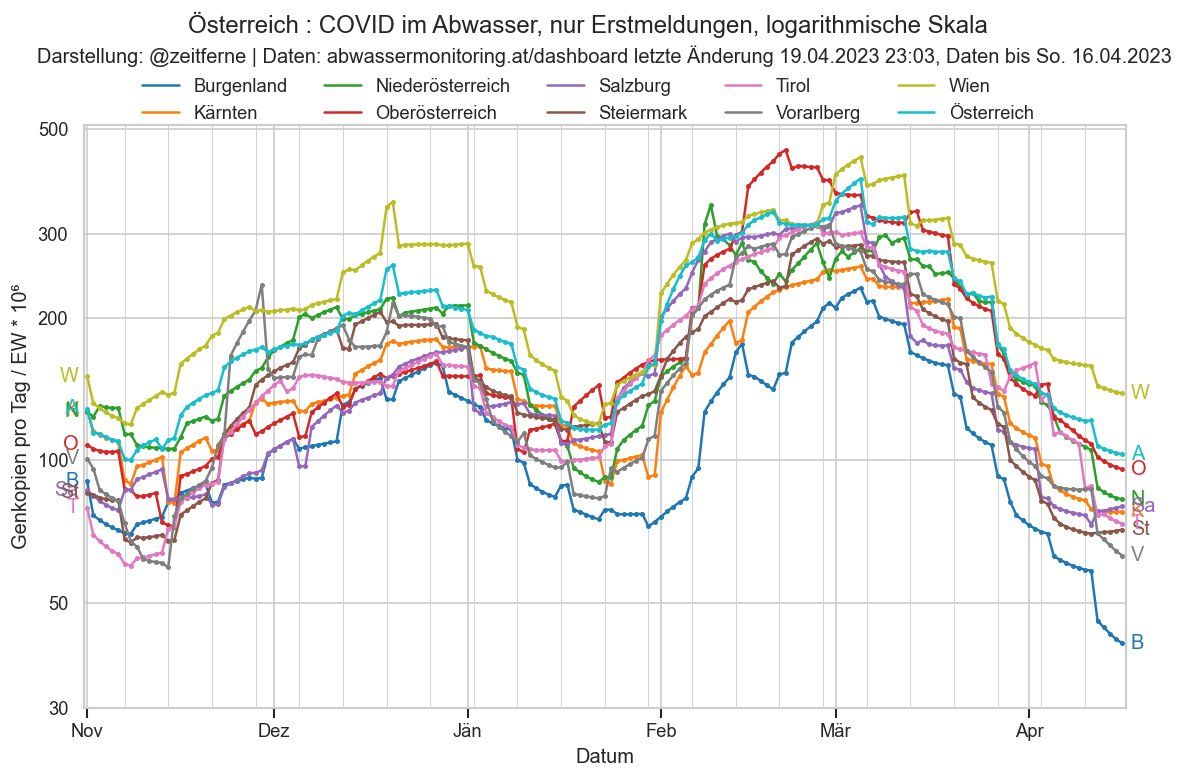 Österreich : COVID im Abwasser, nur Erstmeldungen, logarithmische Skala
Darstellung: @zeitferne | Daten: abwassermonitoring.at/dashboard letzte Änderung 19.04.2023 23:03, Daten bis So. 16.04.2023
Burgenland Niederösterreich Salzburg Tirol Wien
Kärnten Oberösterreich Steiermark Vorarlberg Österreich
Genkopien pro Tag / EW * 10⁶
500
300
200
100
50
30
W
A
O
V
B
St
T
W
A
O
N
Sa
St
V
B
Nov Dez Jän Feb Mär Apr
Datum